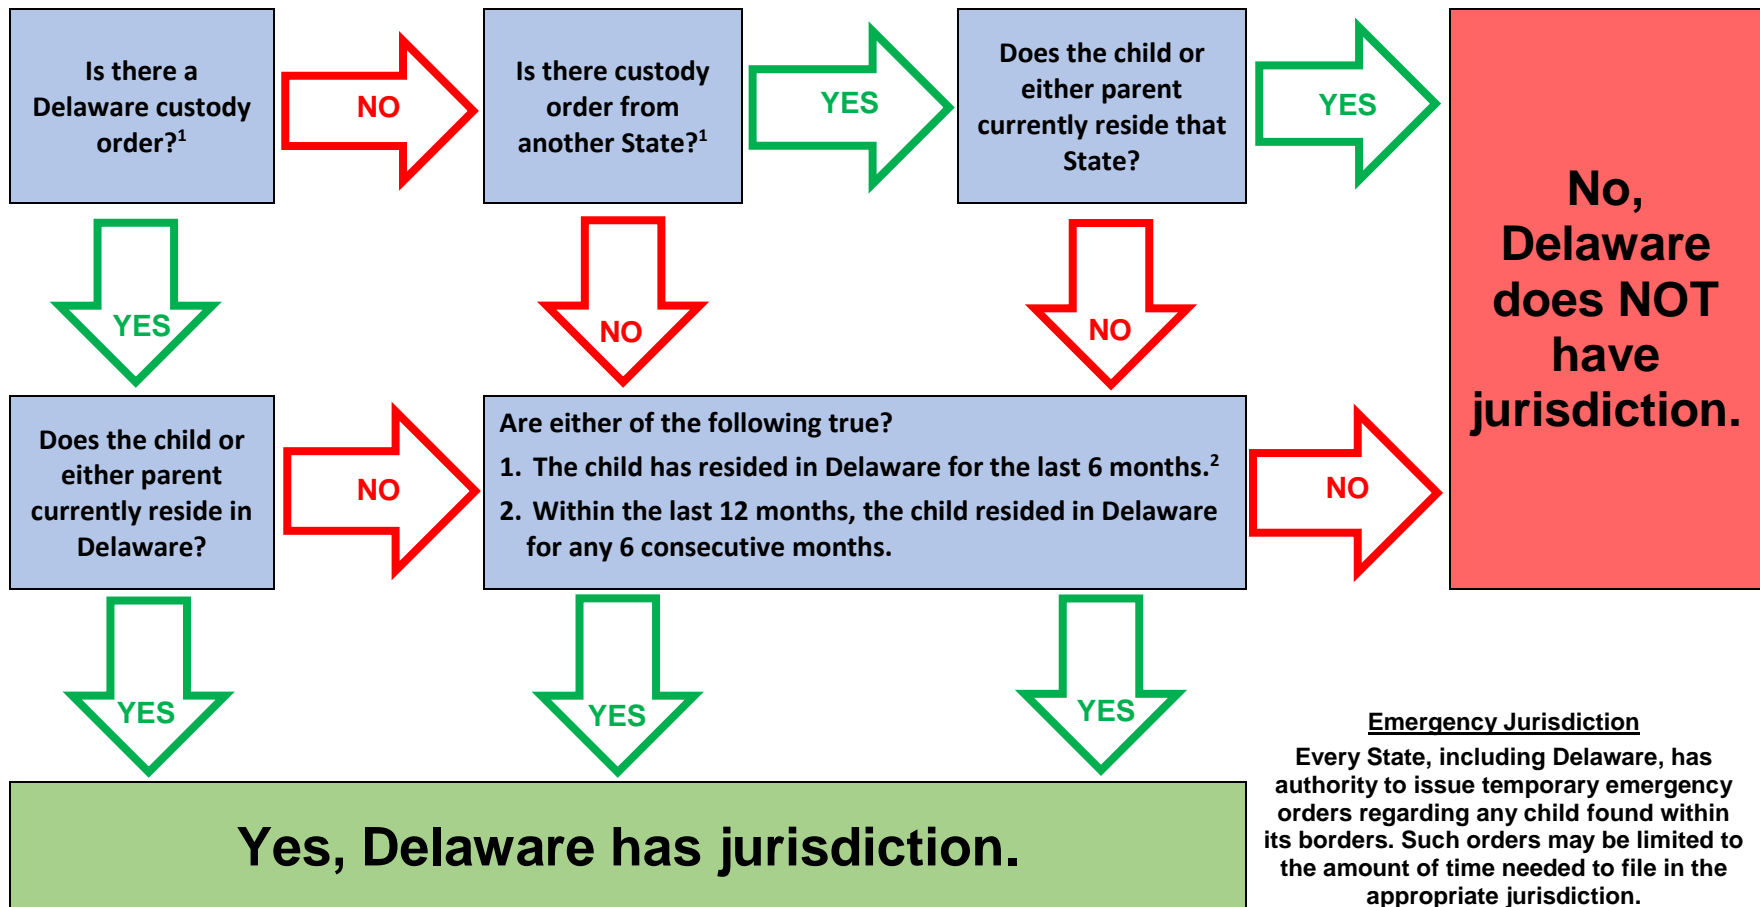 Is there a
Delaware custody
order?1
NO
Is there custody
order from
another State?1
YES
Does the child or
either parent
currently reside that
State?
YES
No,
Delaware
does NOT
have
jurisdiction.
YES
NO
NO
Does the child or
either parent
currently reside in
Delaware?
NO
Are either of the following true?
1. The child has resided in Delaware for the last 6 months.2
2. Within the last 12 months, the child resided in Delaware
for any 6 consecutive months.
NO
YES
YES
YES
Yes, Delaware has jurisdiction.
Emergency Jurisdiction
Every State, including Delaware, has
authority to issue temporary emergency
orders regarding any child found within
its borders. Such orders may be limited to
the amount of time needed to file in the
appropriate jurisdiction.